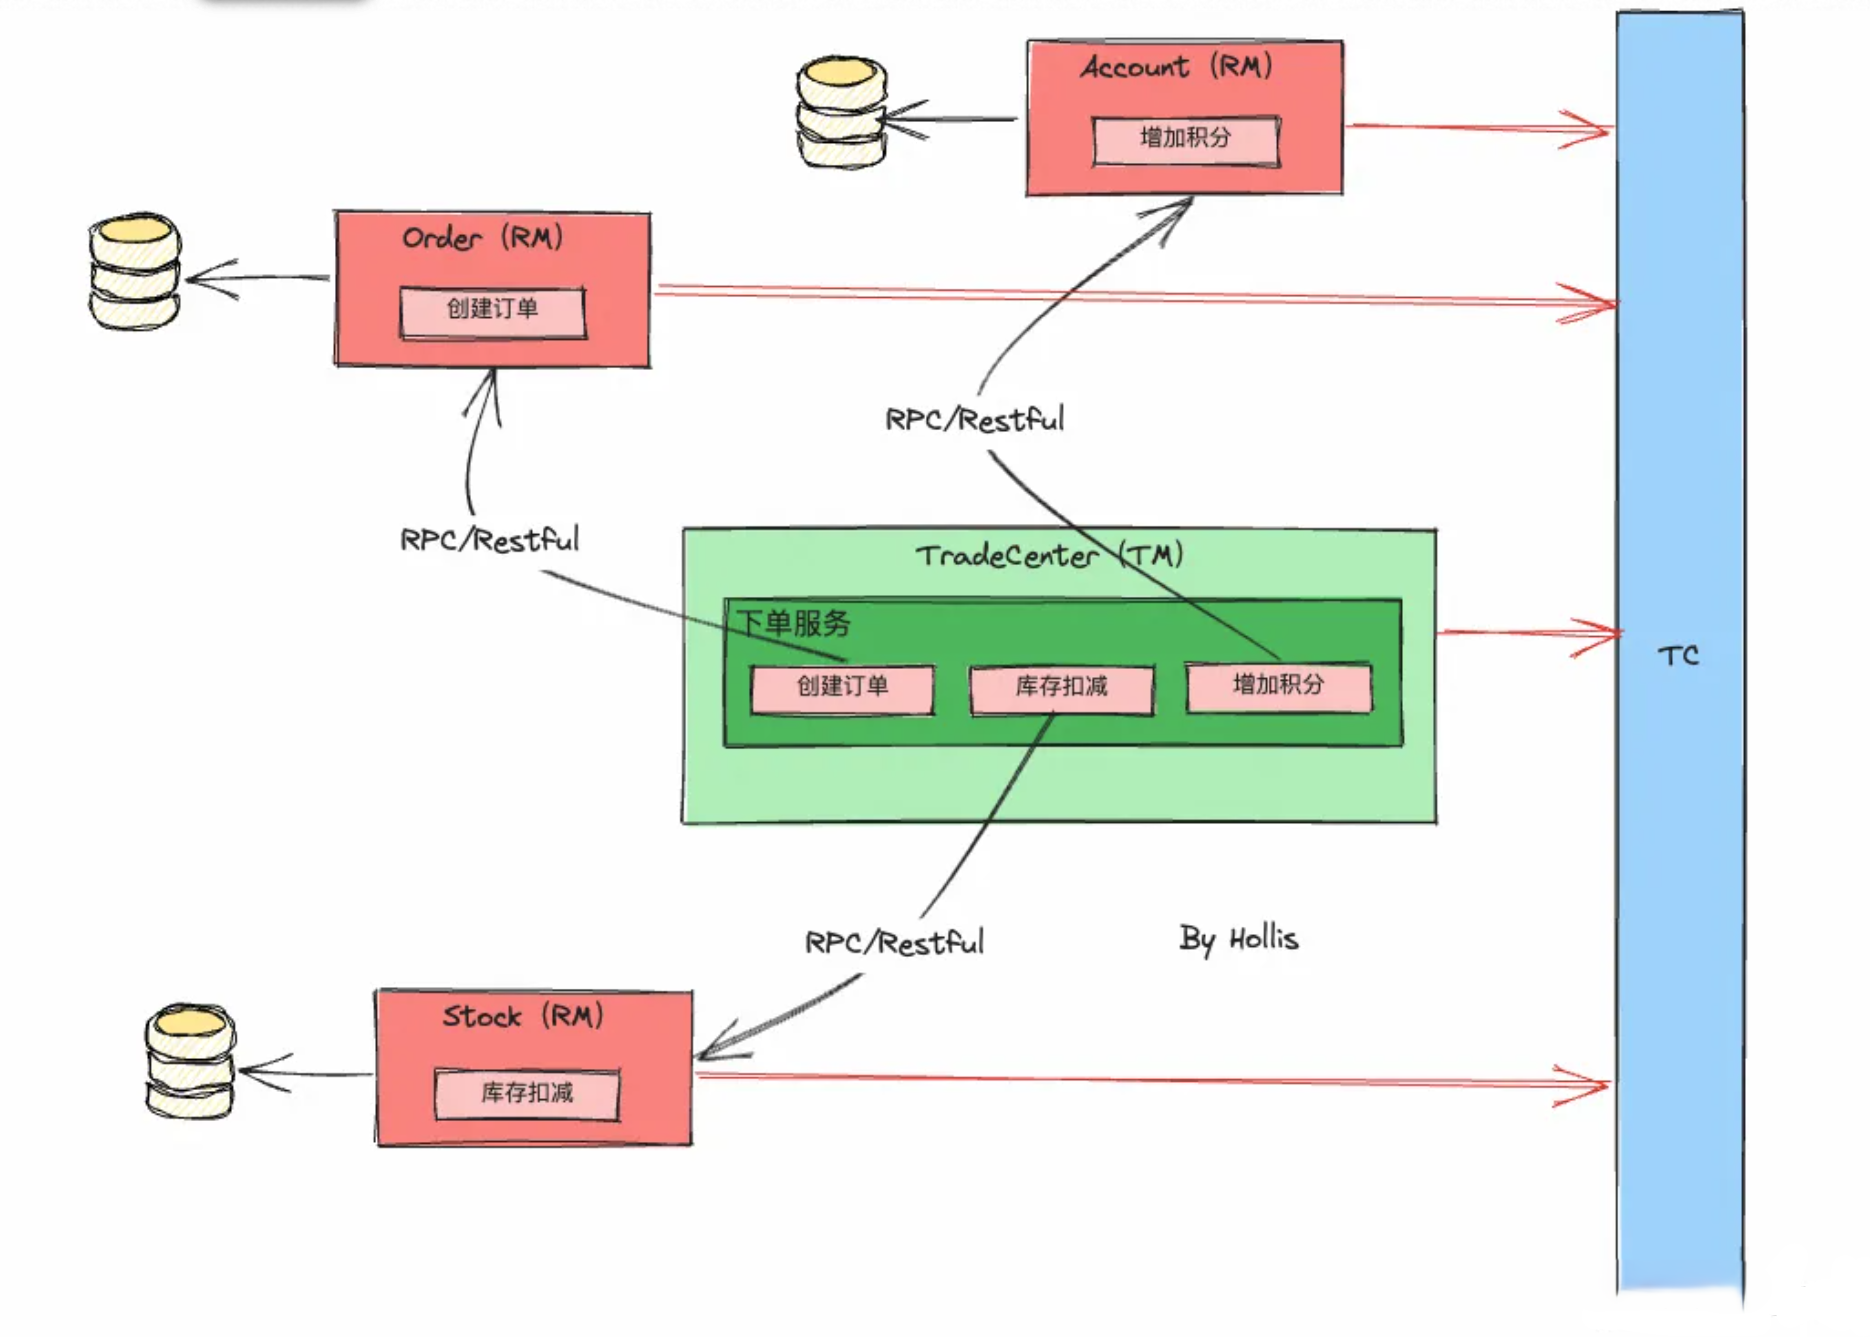 Account (RM)
增加积分
Order (RM)
创建订单
RPC/Restful
RPC/Restful
TradeCenter (TM)
下单服务
创建订单
库存扣减
增加积分
TC
RPC/Restful
By Hollis
Stock (RM)
库存扣减